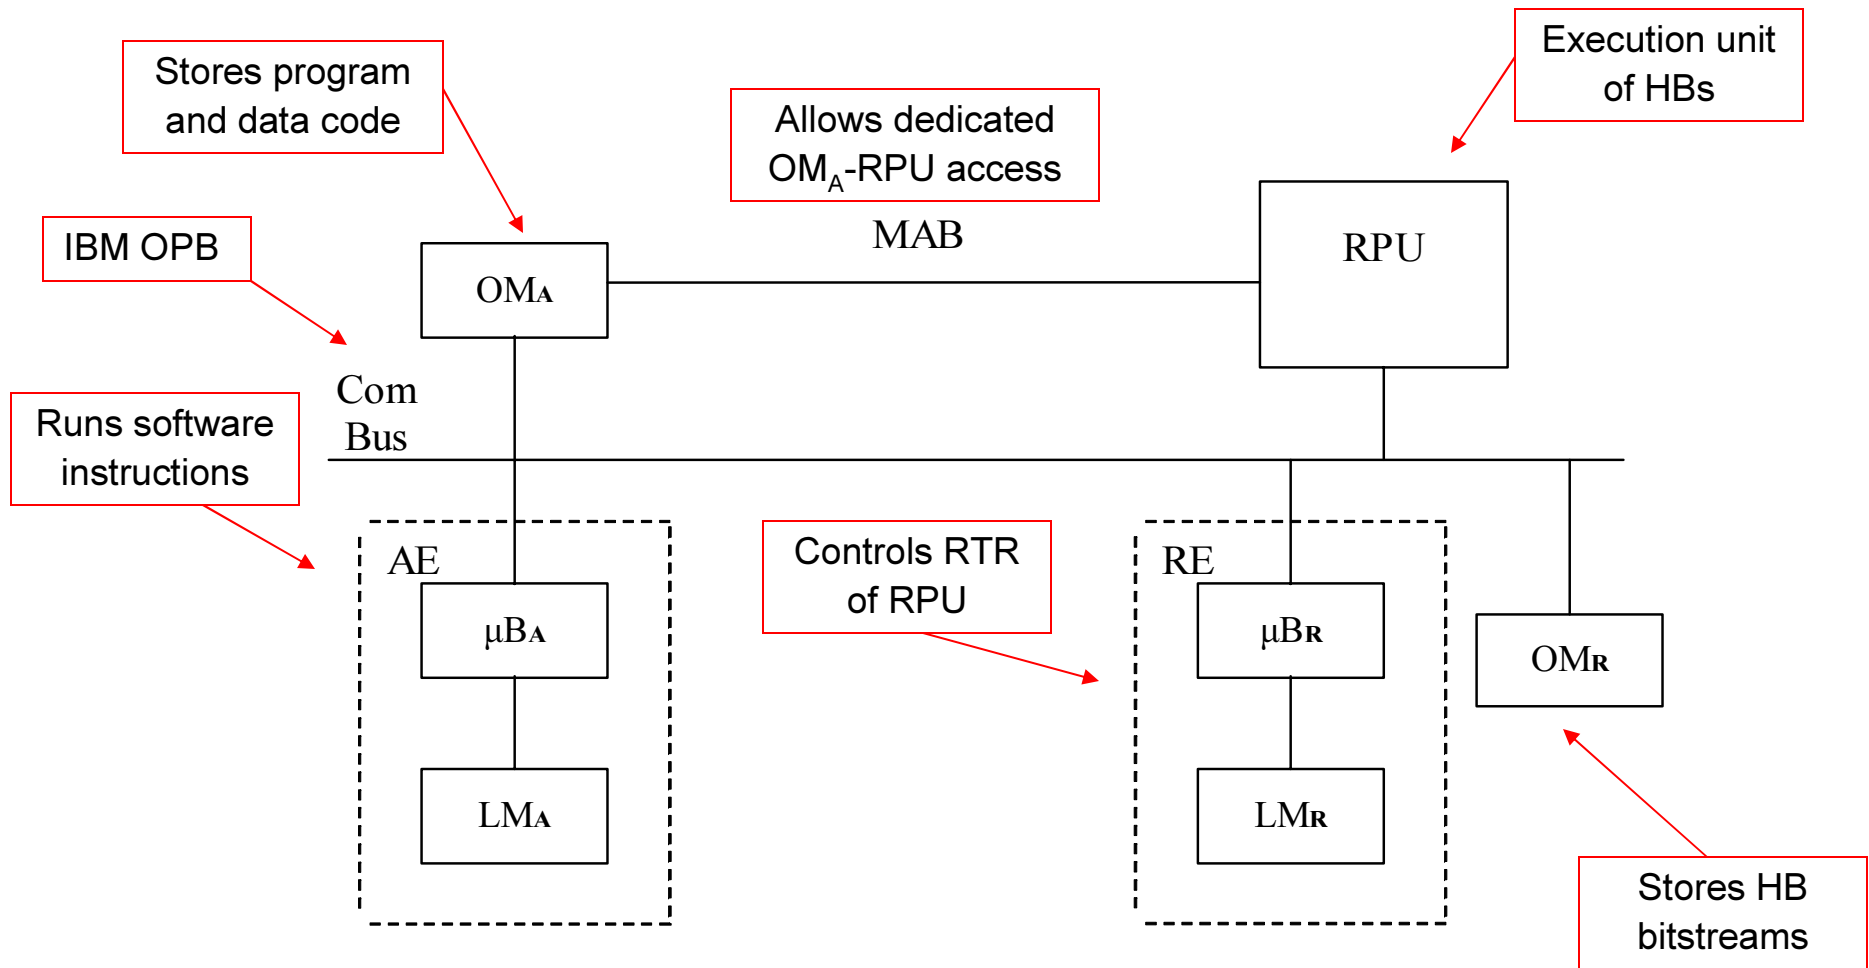 Stores program
and data code
Allows dedicated
OMA-RPU access
Execution unit
of HBs
IBM OPB
MAB
RPU
OMA
Com
Bus
Runs software
instructions
AE
μBA
LMA
Controls RTR
of RPU
RE
μBR
LMR
OMR
Stores HB
bitstreams